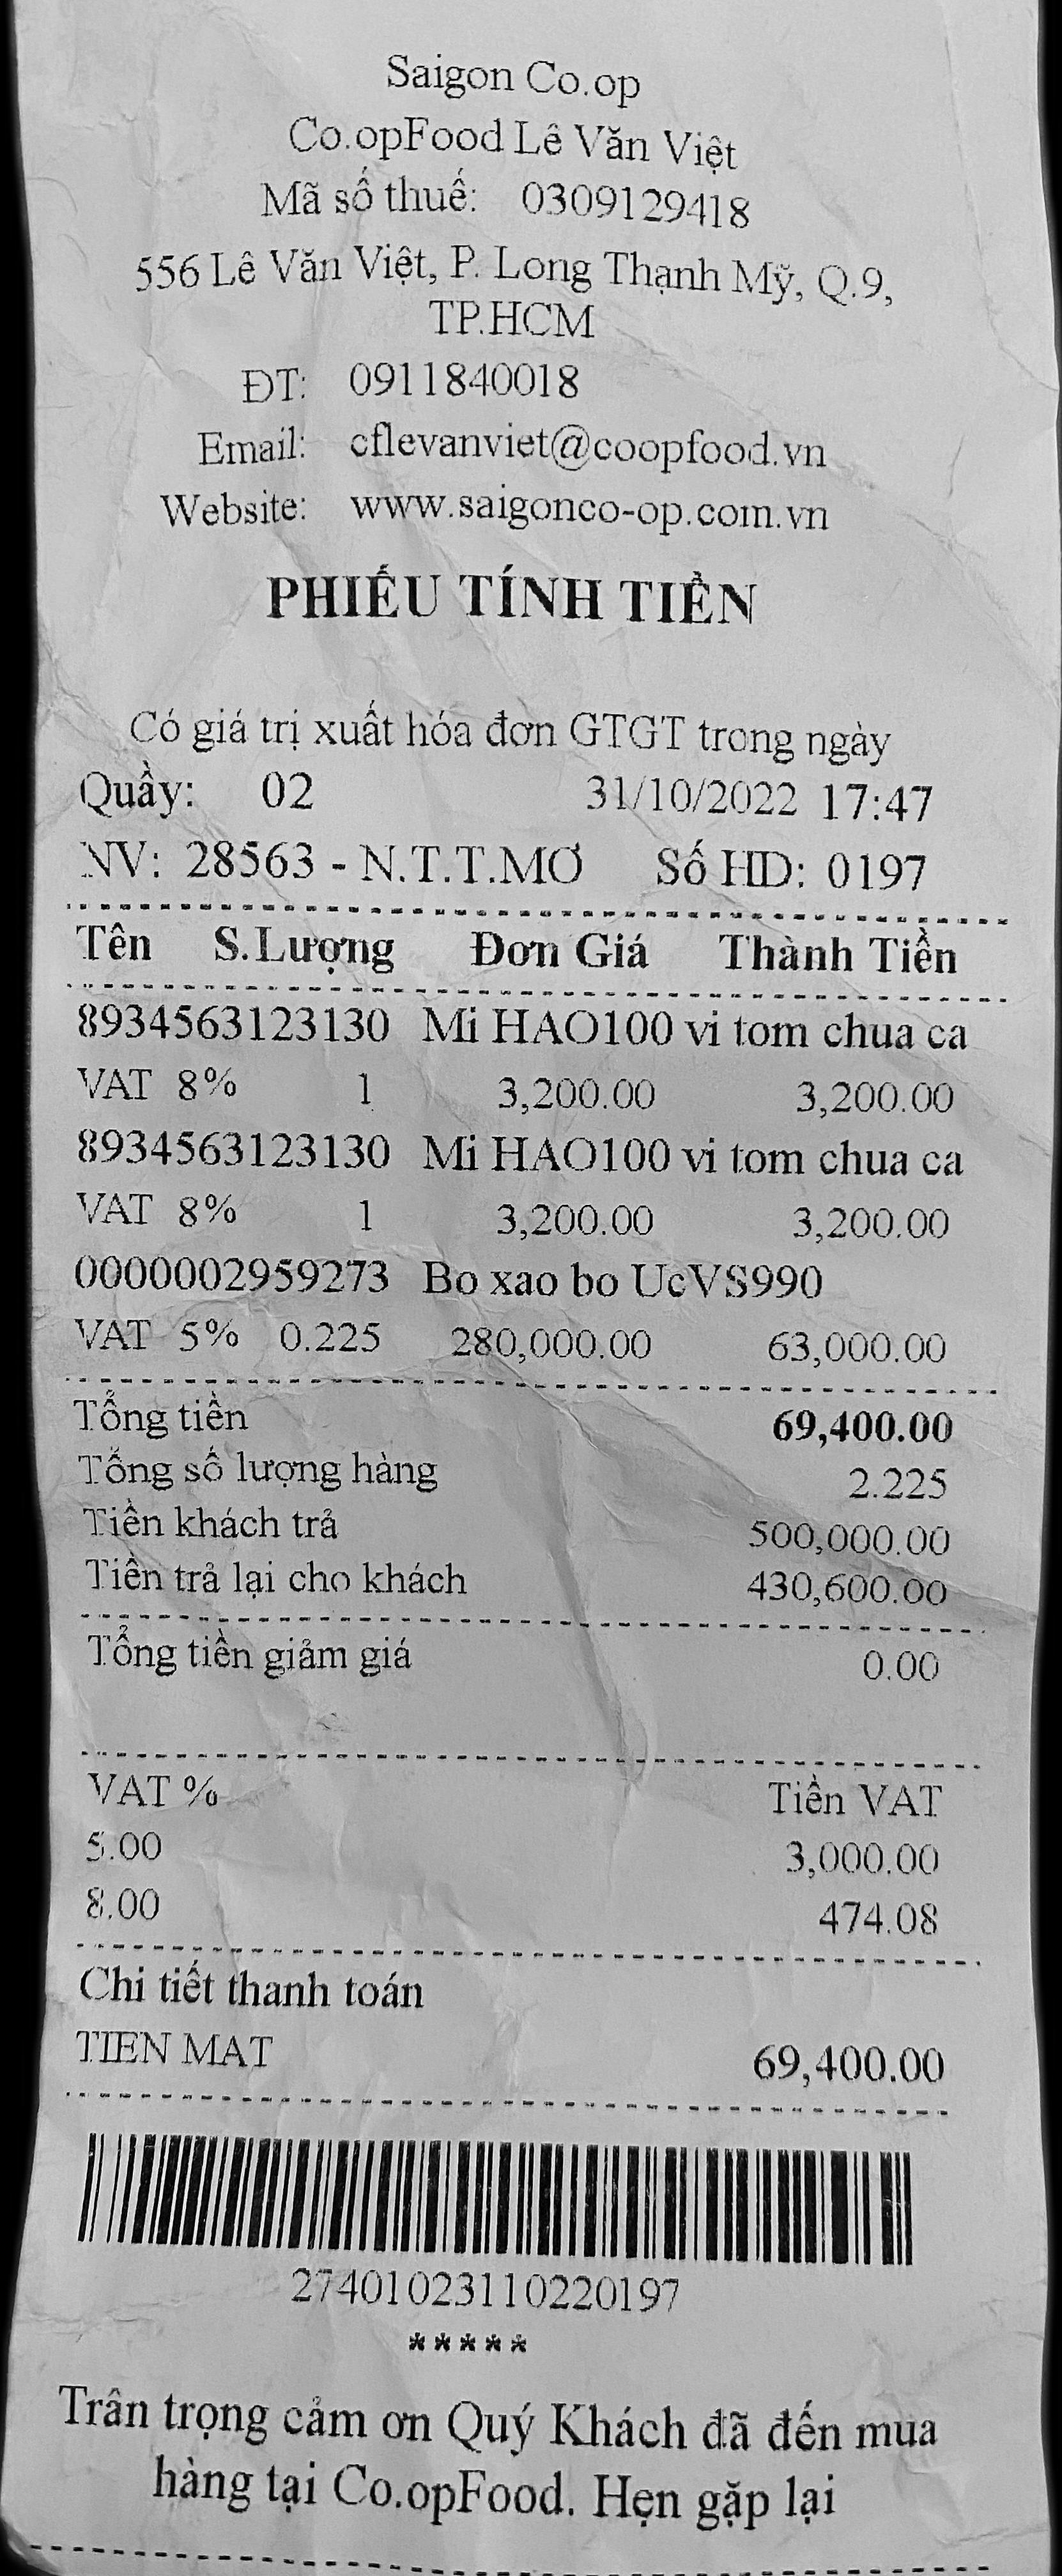 Saigon Co.op
Co.opFood Lê Văn Việt
Mã số thuế: 0309129418
556 Lê Văn Việt, P. Long Thạnh Mỹ, Q.9,
TP.HCM
ĐT: 0911840018
Email: cflevanviet@coopfood.vn
Website: www.saigonco-op.com.vn
PHIẾU TÍNH TIỀN
Có giá trị xuất hóa đơn GTGT trong ngày
Quầy: 02 31/10/2022 17:47
NV: 28563 - N.T.T.MƠ Số HD: 0197
Tên S.Lượng Đơn Giá Thành Tiền
8934563123130 Mi HAO100 vi tom chua ca
VAT 8% 1 3,200.00 3,200.00
8934563123130 Mi HAO100 vi tom chua ca
VAT 8% 1 3,200.00 3,200.00
0000002959273 Bo xao bo UcVS990
VAT 5% 0.225 280,000.00 63,000.00
Tổng tiền 69,400.00
Tổng số lượng hàng 2.225
Tiền khách trả 500,000.00
Tiền trả lại cho khách 430,600.00
Tổng tiền giảm giá 0.00
VAT % Tiền VAT
5.00 3,000.00
8.00 474.08
Chi tiết thanh toán
TIEN MAT 69,400.00
27401023110220197
*****
Trân trọng cảm ơn Quý Khách đã đến mua
hàng tại Co.opFood. Hẹn gặp lại